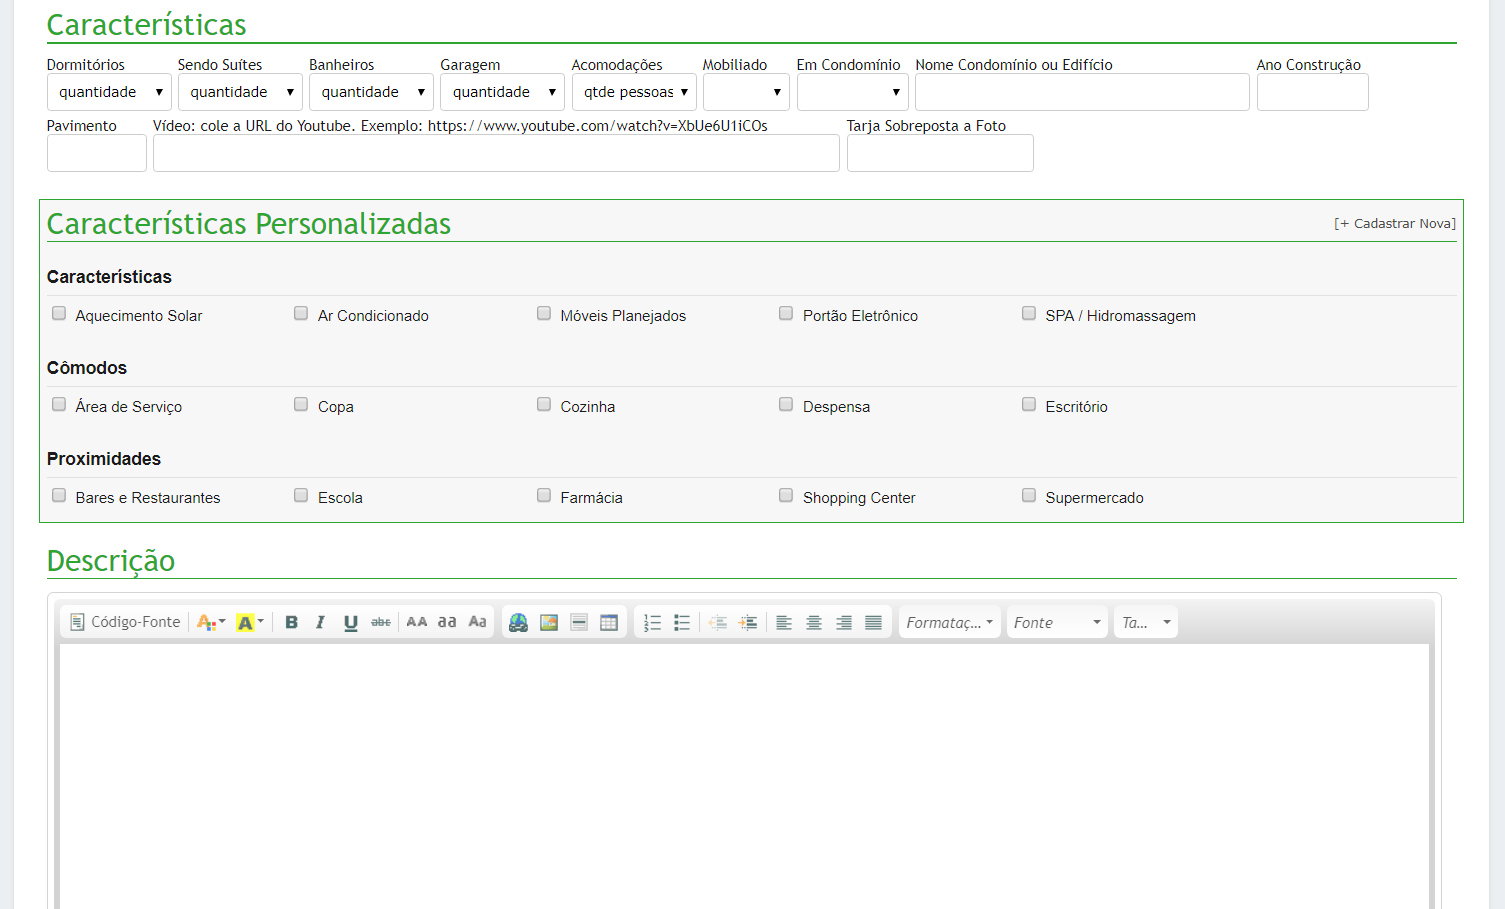 Características
Dormitórios Sendo Suítes Banheiros Garagem Acomodações Mobiliado Em Condomínio Nome Condomínio ou Edifício Ano Construção
quantidade quantidade quantidade quantidade qtde pessoas
Pavimento Vídeo: cole a URL do Youtube. Exemplo: https://www.youtube.com/watch?v=XbUe6U1iCOs Tarja Sobreposta a Foto
Características Personalizadas [+ Cadastrar Nova]
Características
Aquecimento Solar Ar Condicionado Móveis Planejados Portão Eletrônico SPA / Hidromassagem
Cômodos
Área de Serviço Copa Cozinha Despensa Escritório
Proximidades
Bares e Restaurantes Escola Farmácia Shopping Center Supermercado
Descrição
Código-Fonte A A B I U abc AA aa Aa Formataç... Fonte Ta...